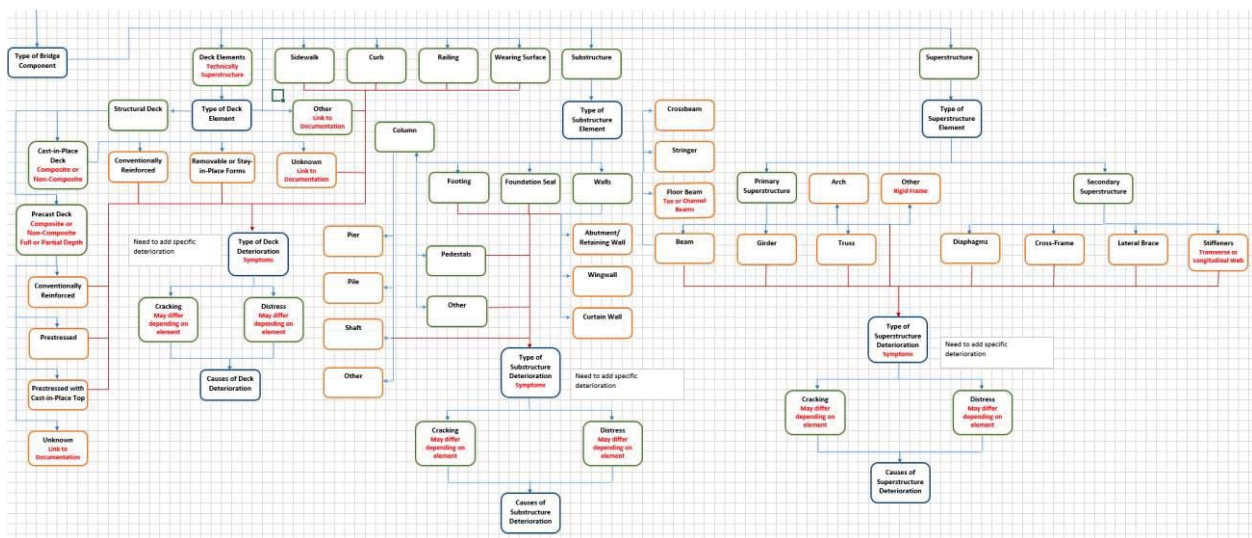 Type of Bridge
Component
Deck Elements
Technically
Superstructure
Sidewalk
Curb
Railing
Wearing Surface
Substructure
Superstructure
Structural Deck
Type of Deck
Element
Other
Link to
Documentation
Type of
Substructure
Element
Crossbeam
Type of
Superstructure
Element
Column
Cast-in-Place
Deck
Composite or
Non-Composite
Conventionally
Reinforced
Removable or Stay-
in-Place Forms
Unknown
Link to
Documentation
Stringer
Footing
Foundation Seal
Walls
Floor Beam
Tee or Channel
Beams
Primary
Superstructure
Arch
Other
Rigid Frame
Secondary
Superstructure
Precast Deck
Composite or
Non-Composite
Full or Partial Depth
Need to add specific
deterioration
Type of Deck
Deterioration
Symptoms
Pier
Pedestals
Abutment/
Retaining Wall
Beam
Girder
Truss
Diaphagms
Cross-Frame
Lateral Brace
Stiffeners
Transverse or
Longitudinal Web
Conventionally
Reinforced
Pile
Wingwall
Cracking
May differ
depending on
element
Distress
May differ
depending on
element
Other
Curtain Wall
Prestressed
Shaft
Type of
Superstructure
Deterioration
Symptoms
Need to add specific
deterioration
Type of
Substructure
Deterioration
Symptoms
Need to add specific
deterioration
Prestressed with
Cast-in-Place Top
Causes of Deck
Deterioration
Other
Cracking
May differ
depending on
element
Distress
May differ
depending on
element
Unknown
Link to
Documentation
Cracking
May differ
depending on
element
Distress
May differ
depending on
element
Causes of
Superstructure
Deterioration
Causes of
Substructure
Deterioration